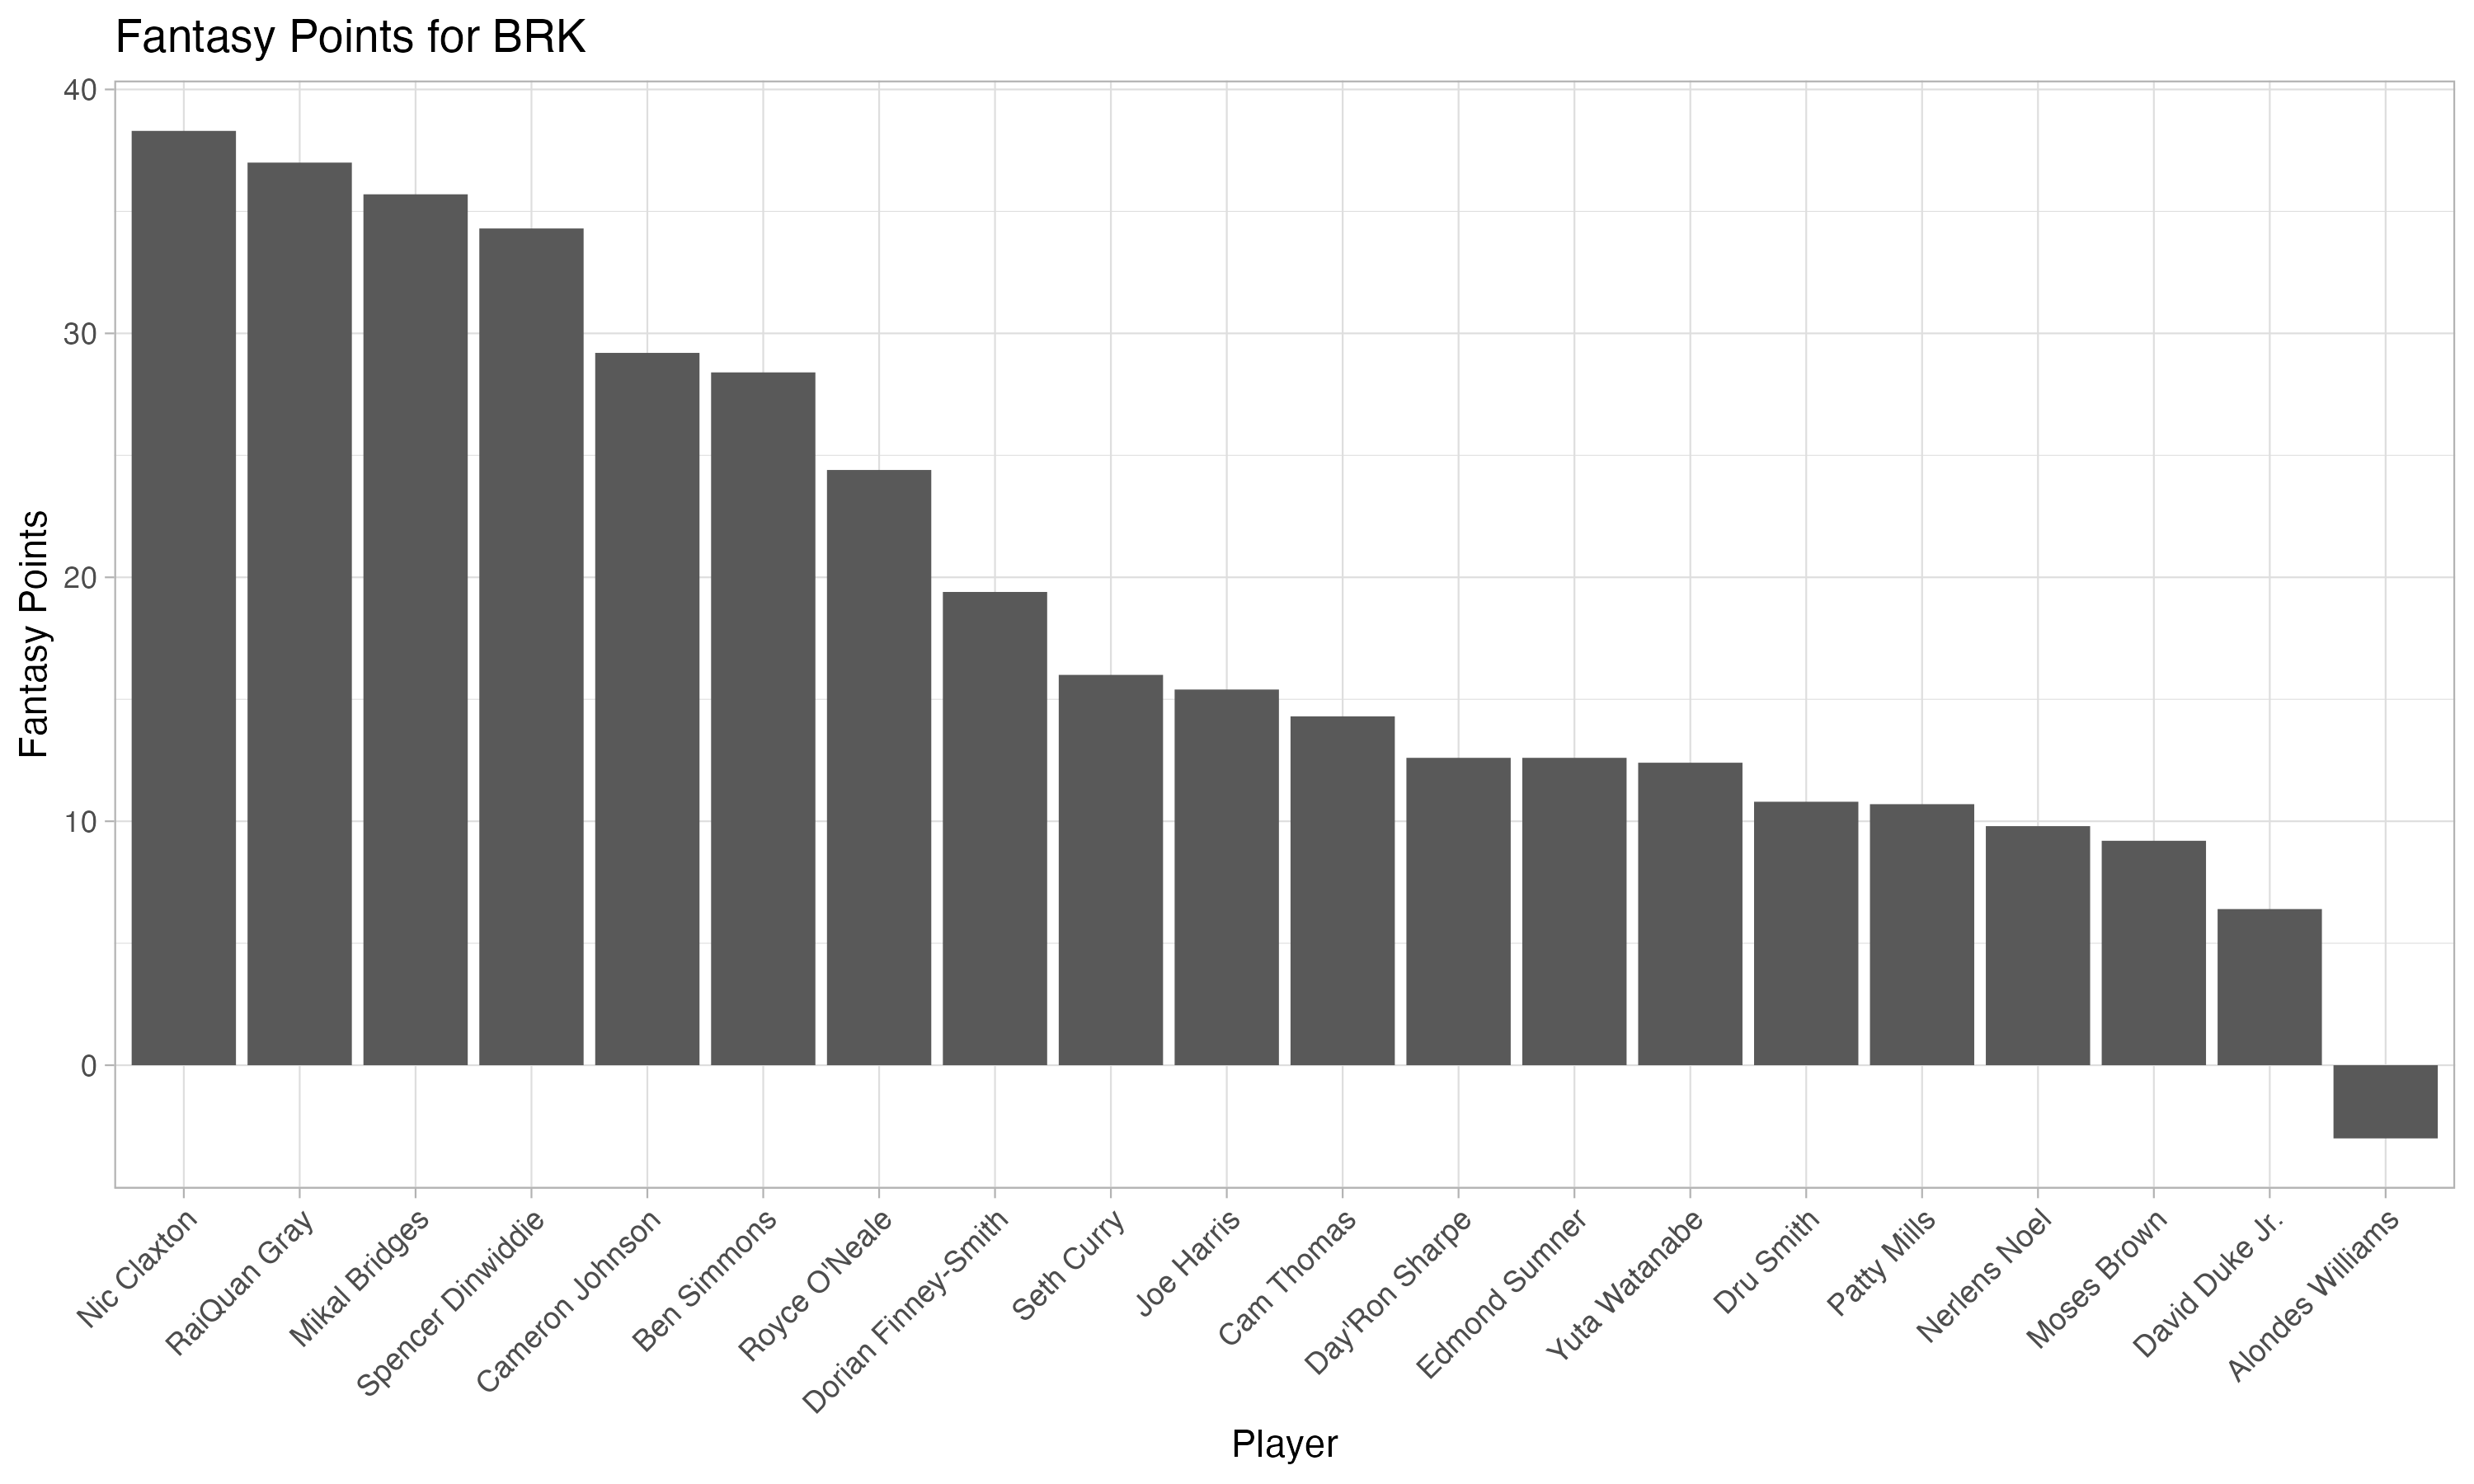 Fantasy Points for BRK
Fantasy Points
40
30
20
10
0
Nic Claxton
RaiQuan Gray
Mikal Bridges
Spencer Dinwiddie
Cameron Johnson
Ben Simmons
Royce O'Neale
Dorian Finney-Smith
Seth Curry
Joe Harris
Cam Thomas
Day'Ron Sharpe
Edmond Sumner
Yuta Watanabe
Dru Smith
Patty Mills
Nerlens Noel
Moses Brown
David Duke Jr.
Alondes Williams
Player